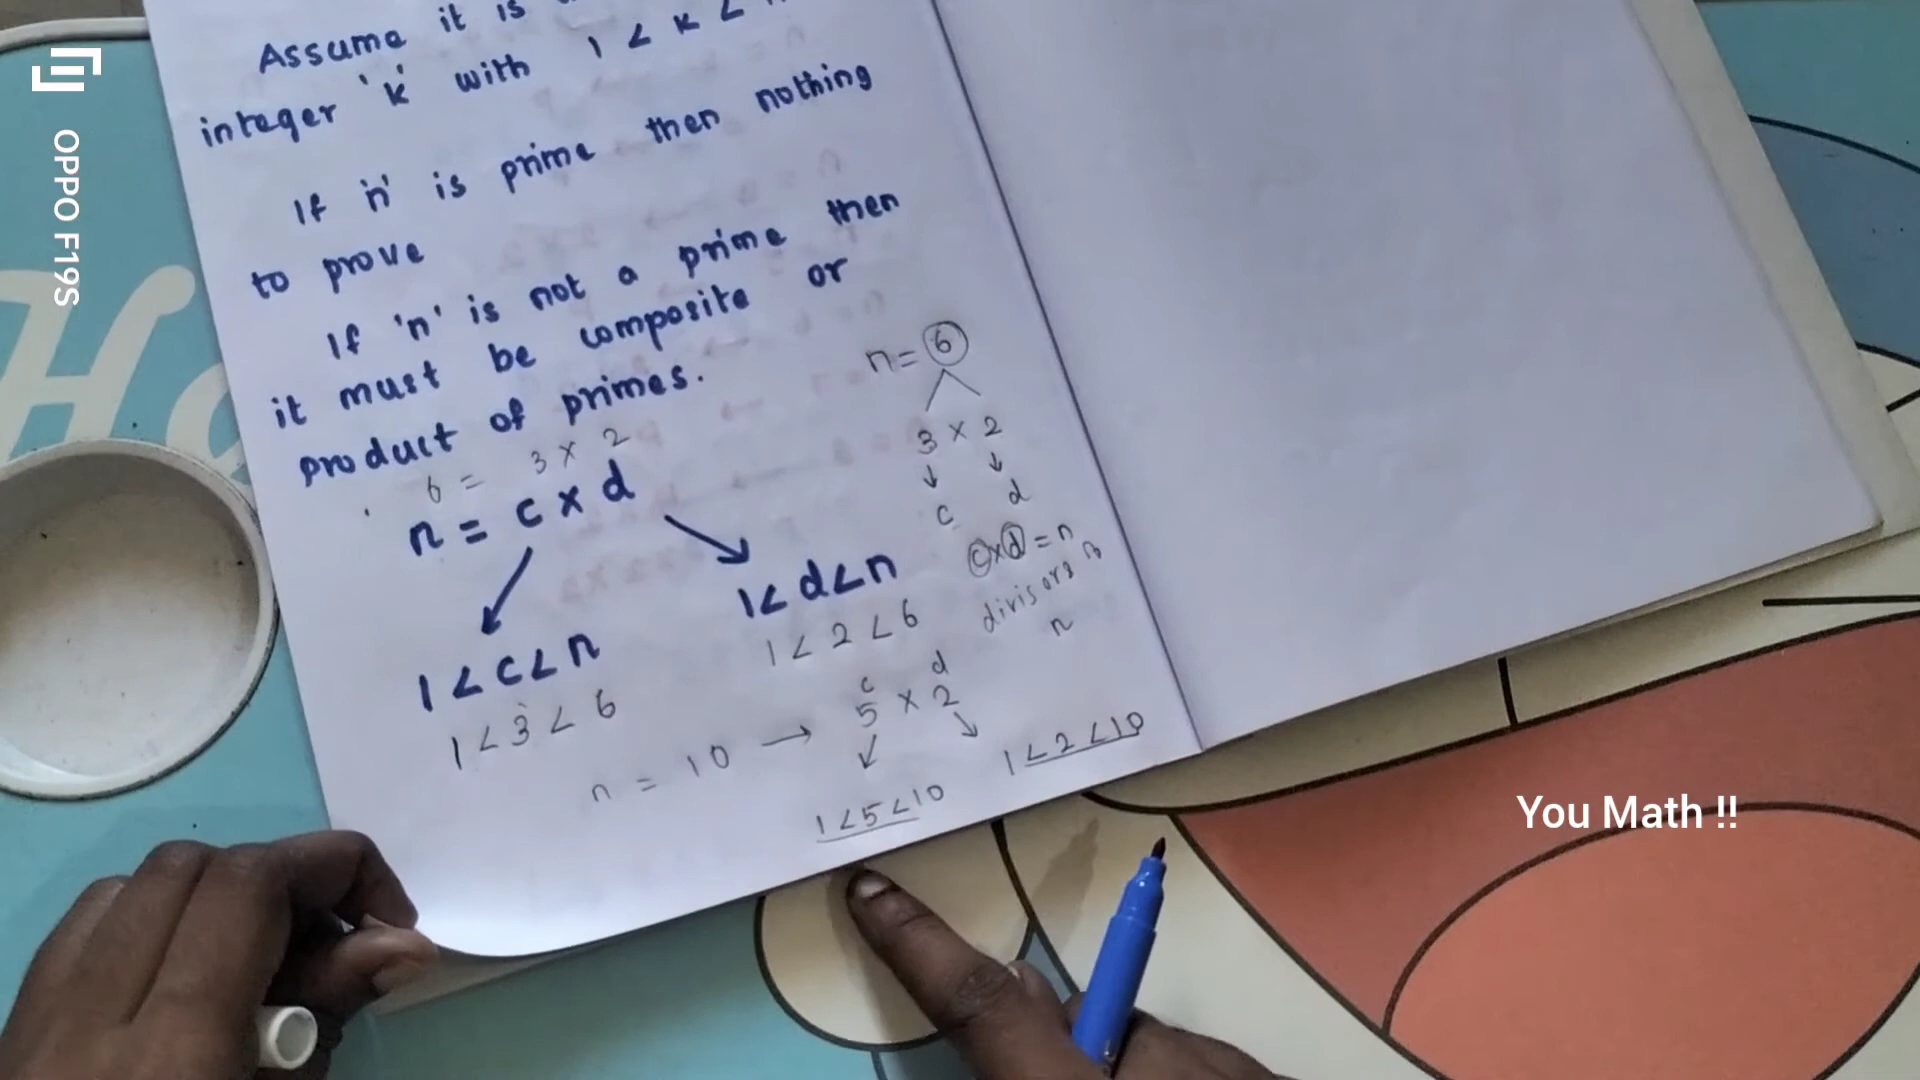 Assume it is
integer 'k' with 1 < k <
If 'n' is prime then nothing
to prove
If 'n' is not a prime then
it must be composite or
product of primes.
6 = 3 x 2
n = c x d
1 < c < n
1 < 3 < 6
1 < d < n
1 < 2 < 6
n = 6
3 x 2
c d
c x d = n
divisors
n
c d
n = 10 → 5 x 2
1 < 5 < 10
1 < 2 < 10
OPPO F19S
You Math !!